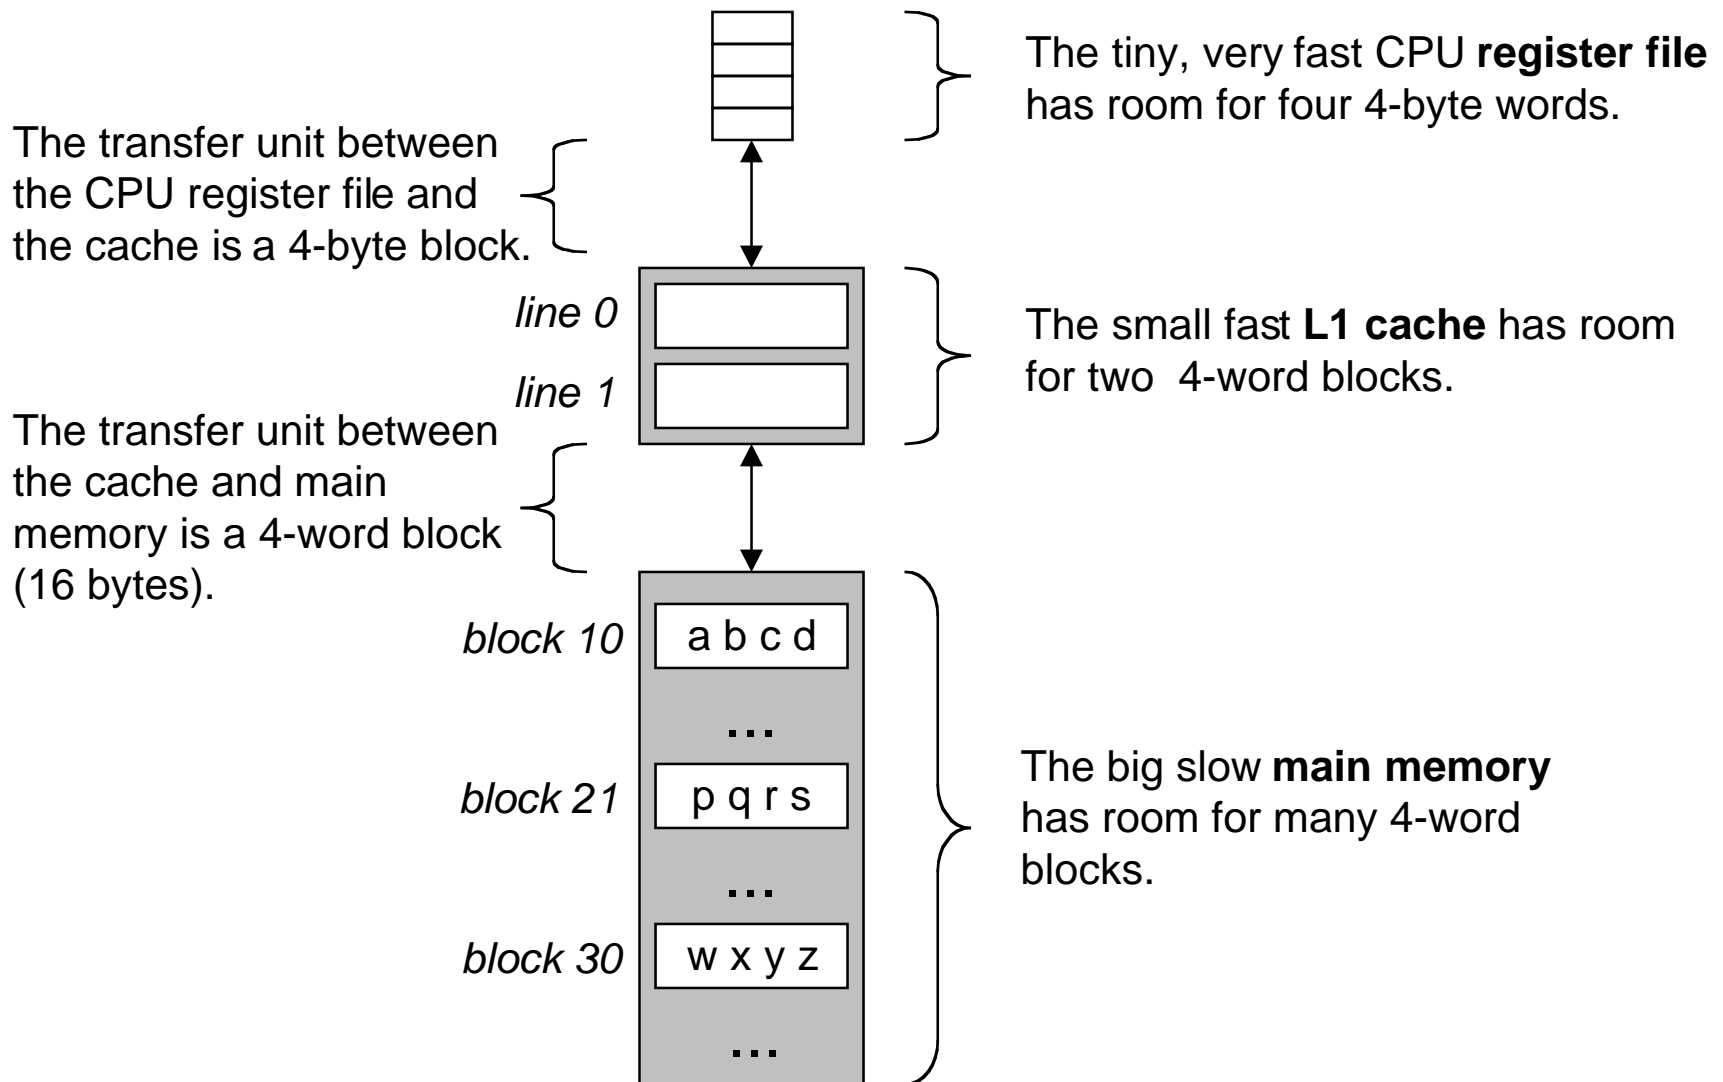 The tiny, very fast CPU register file
has room for four 4-byte words.
The transfer unit between
the CPU register file and
the cache is a 4-byte block.
line 0
line 1
The small fast L1 cache has room
for two  4-word blocks.
The transfer unit between
the cache and main
memory is a 4-word block
(16 bytes).
block 10
a b c d
...
block 21
p q r s
...
block 30
w x y z
...
The big slow main memory
has room for many 4-word
blocks.